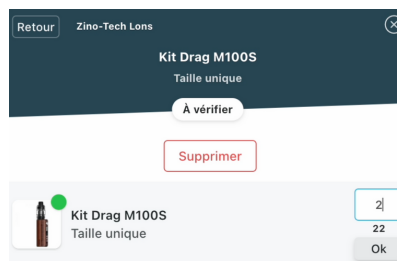 Retour Zino-Tech Lons
Kit Drag M100S
Taille unique
À vérifier
Supprimer
Kit Drag M100S
Taille unique
2
22
Ok